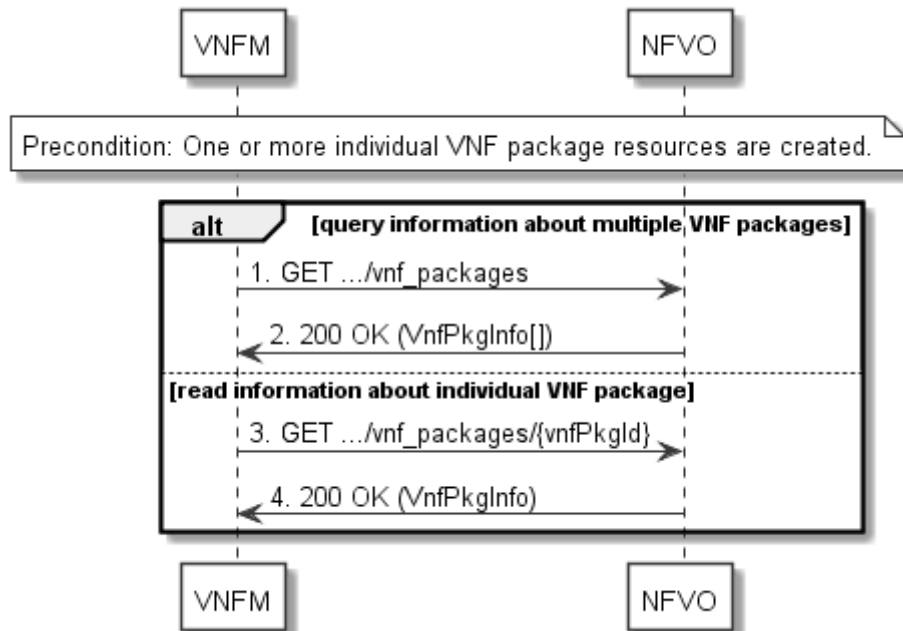 VNFM NFVO
Precondition: One or more individual VNF package resources are created.
alt [query information about multiple VNF packages]
1. GET .../vnf_packages
2. 200 OK (VnfPkgInfo[])
[read information about individual VNF package]
3. GET .../vnf_packages/{vnfPkgId}
4. 200 OK (VnfPkgInfo)
VNFM NFVO